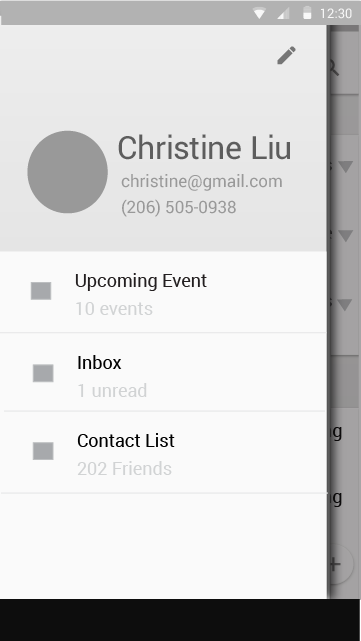 12:30
Christine Liu
christine@gmail.com
(206) 505-0938
Upcoming Event
10 events
Inbox
1 unread
Contact List
202 Friends